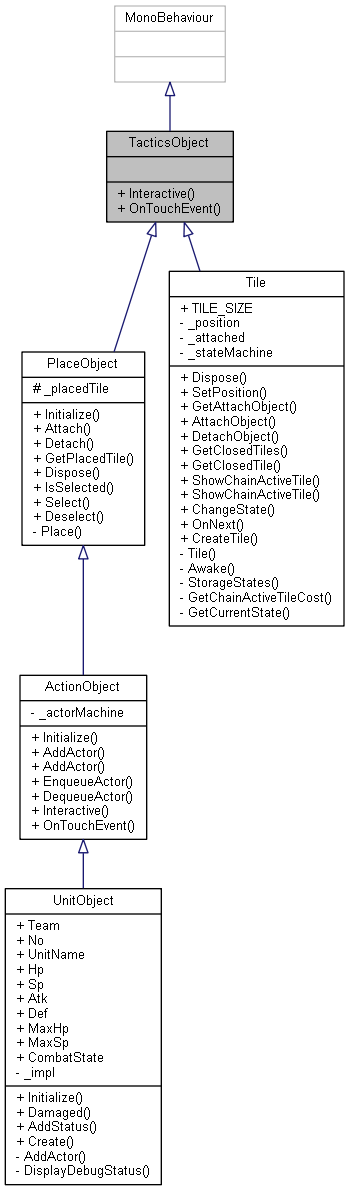 MonoBehaviour
TacticsObject
+ Interactive()
+ OnTouchEvent()
PlaceObject
# _placedTile
+ Initialize()
+ Attach()
+ Detach()
+ GetPlacedTile()
+ Dispose()
+ IsSelected()
+ Select()
+ Deselect()
- Place()
Tile
+ TILE_SIZE
- _position
- _attached
- _stateMachine
+ Dispose()
+ SetPosition()
+ GetAttachObject()
+ AttachObject()
+ DetachObject()
+ GetClosedTiles()
+ GetClosedTile()
+ ShowChainActiveTile()
+ ShowChainActiveTile()
+ ChangeState()
+ OnNext()
+ CreateTile()
- Tile()
- Awake()
- StorageStates()
- GetChainActiveTileCost()
- GetCurrentState()
ActionObject
- _actorMachine
+ Initialize()
+ AddActor()
+ AddActor()
+ EnqueueActor()
+ DequeueActor()
+ Interactive()
+ OnTouchEvent()
UnitObject
+ Team
+ No
+ UnitName
+ Hp
+ Sp
+ Atk
+ Def
+ MaxHp
+ MaxSp
+ CombatState
- _impl
+ Initialize()
+ Damaged()
+ AddStatus()
+ Create()
- AddActor()
- DisplayDebugStatus()